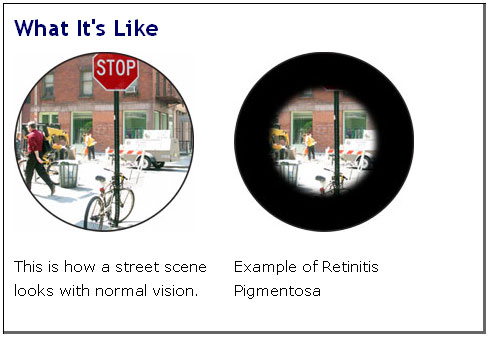 What It's Like
STOP
This is how a street scene
looks with normal vision.
Example of Retinitis
Pigmentosa